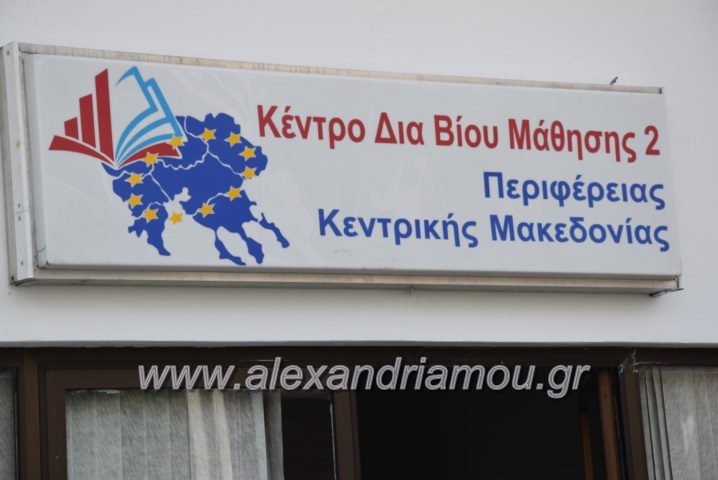 Κέντρο Δια Βίου Μάθησης 2
Περιφέρειας
Κεντρικής Μακεδονίας
www.alexandriamou.gr